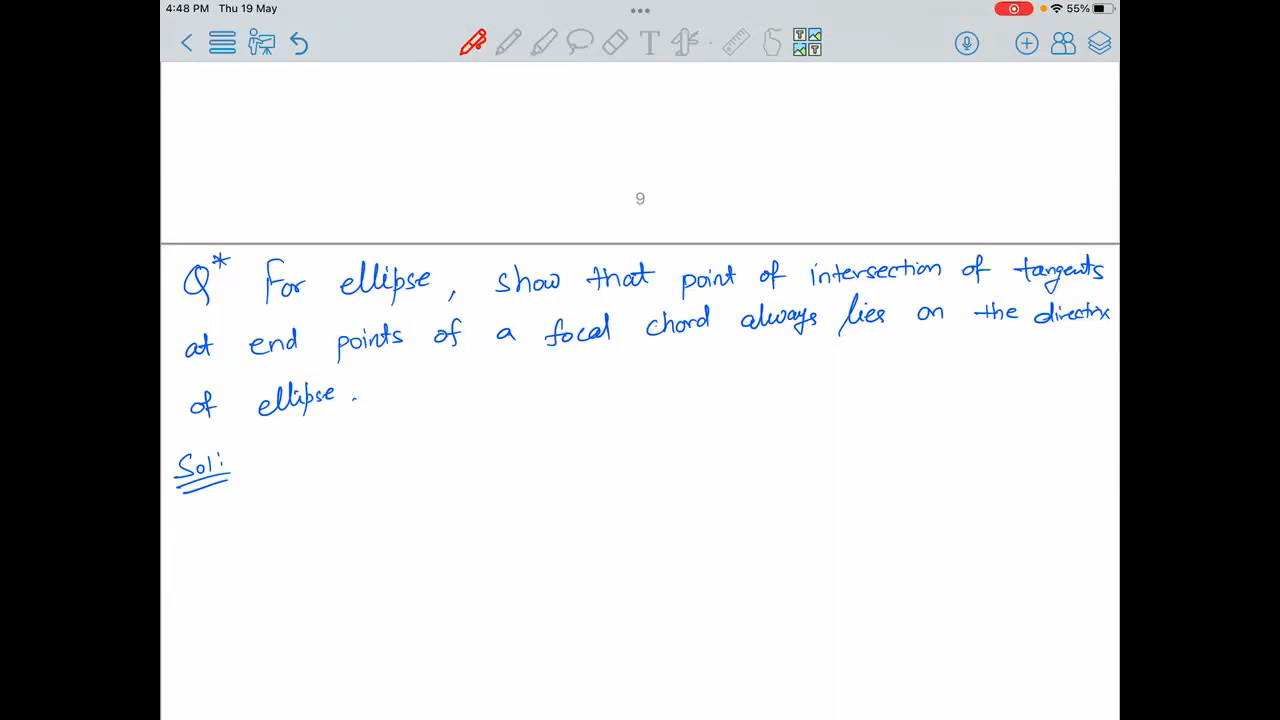 4:48 PM Thu 19 May
55%
9
Q* For ellipse, show that point of intersection of tangents
at end points of a focal chord always lies on the directrix
of ellipse.
Sol: